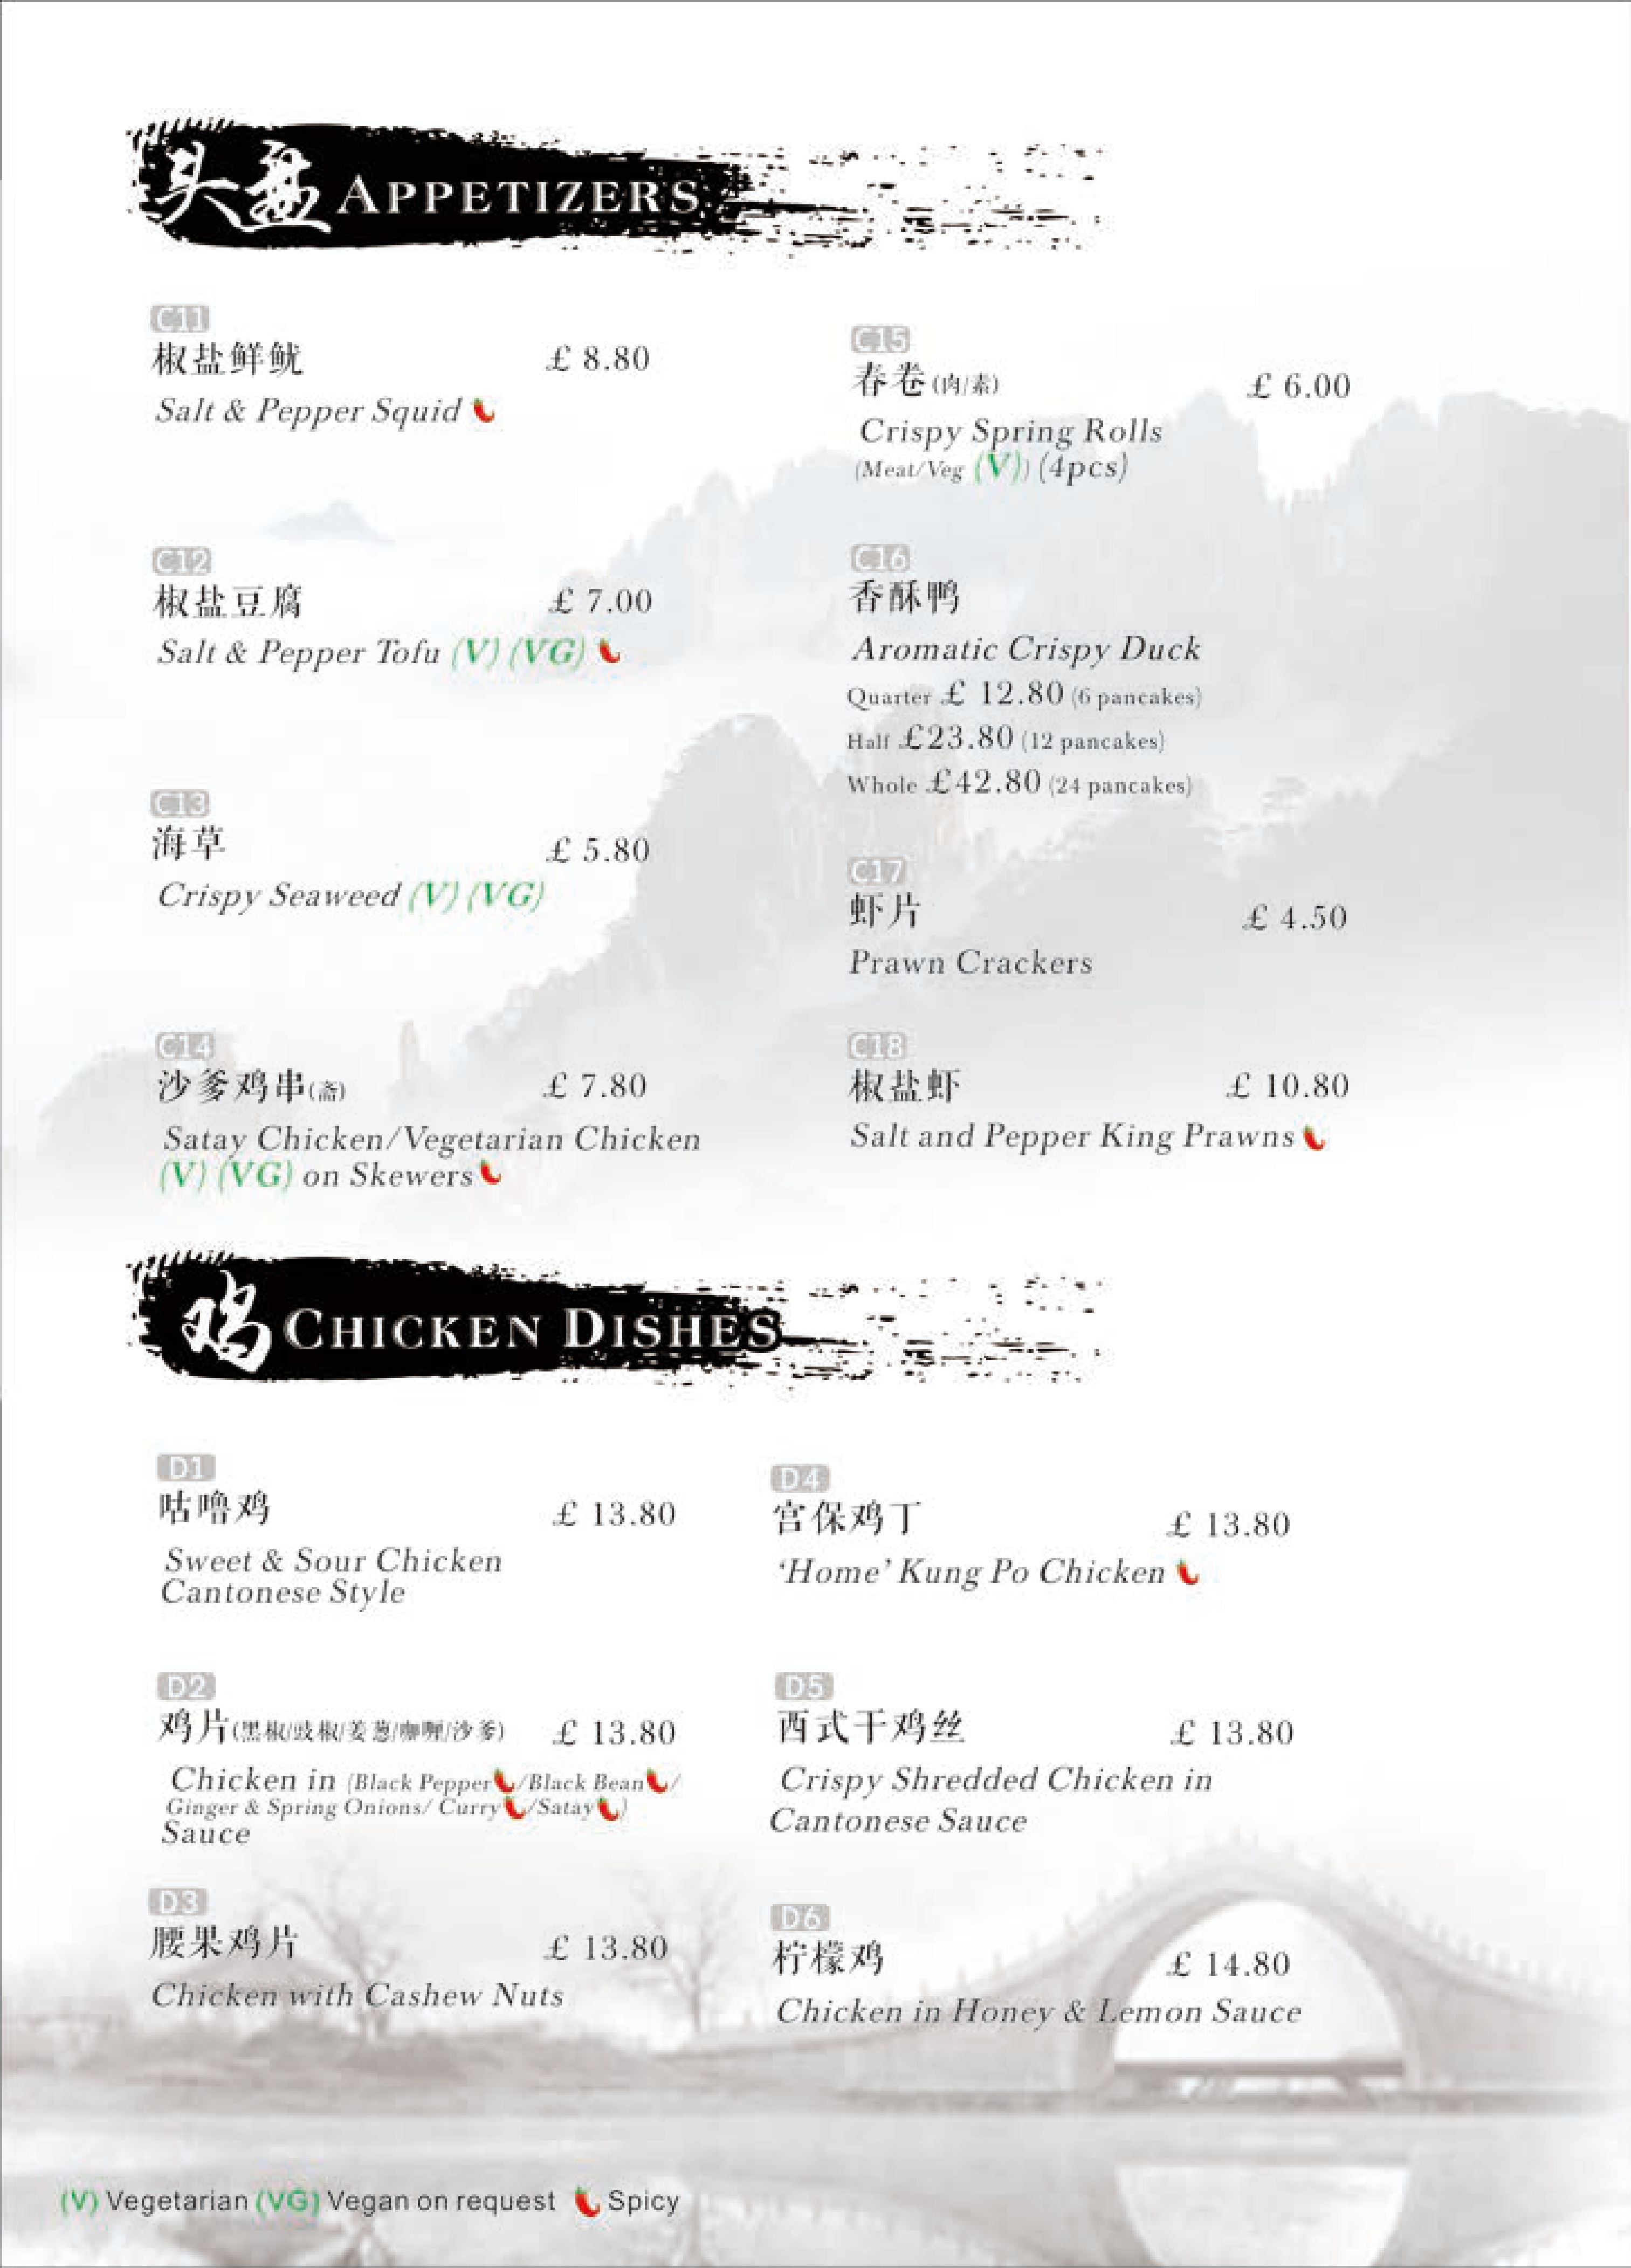 头盘 APPETIZERS
C11
椒盐鲜鱿 £ 8.80
Salt & Pepper Squid
C12
椒盐豆腐 £ 7.00
Salt & Pepper Tofu (V) (VG)
C13
海草 £ 5.80
Crispy Seaweed (V) (VG)
C14
沙爹鸡串(斋) £ 7.80
Satay Chicken/Vegetarian Chicken
(V) (VG) on Skewers
C15
春卷(肉/素) £ 6.00
Crispy Spring Rolls
(Meat/Veg (V)) (4pcs)
C16
香酥鸭
Aromatic Crispy Duck
Quarter £ 12.80 (6 pancakes)
Half £23.80 (12 pancakes)
Whole £42.80 (24 pancakes)
C17
虾片 £ 4.50
Prawn Crackers
C18
椒盐虾 £ 10.80
Salt and Pepper King Prawns
鸡 CHICKEN DISHES
D1
咕噜鸡 £ 13.80
Sweet & Sour Chicken
Cantonese Style
D2
鸡片(黑椒/豉椒/姜葱/咖喱/沙爹) £ 13.80
Chicken in (Black Pepper/Black Bean/
Ginger & Spring Onions/ Curry/Satay)
Sauce
D3
腰果鸡片 £ 13.80
Chicken with Cashew Nuts
D4
宫保鸡丁 £ 13.80
‘Home’ Kung Po Chicken
D5
西式干鸡丝 £ 13.80
Crispy Shredded Chicken in
Cantonese Sauce
D6
柠檬鸡 £ 14.80
Chicken in Honey & Lemon Sauce
(V) Vegetarian (VG) Vegan on request Spicy